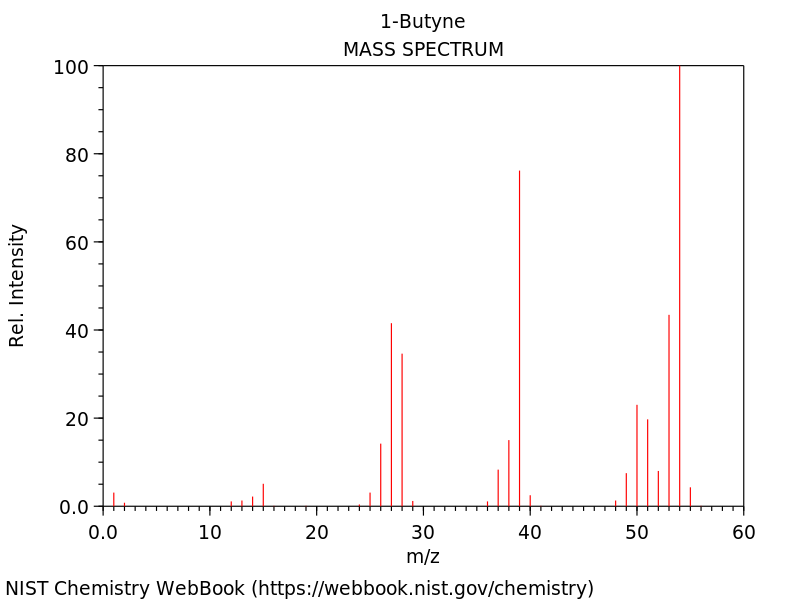 1-Butyne
MASS SPECTRUM
100
80
60
40
20
0.0
Rel. Intensity
0.0 10 20 30 40 50 60
m/z
NIST Chemistry WebBook (https://webbook.nist.gov/chemistry)